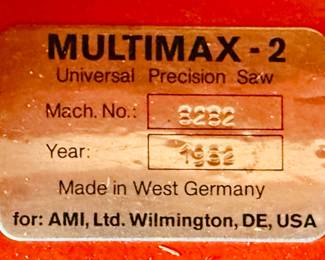 MULTIMAX - 2
Universal Precision Saw
Mach. No.: 8282
Year: 1982
Made in West Germany
for: AMI, Ltd. Wilmington, DE, USA